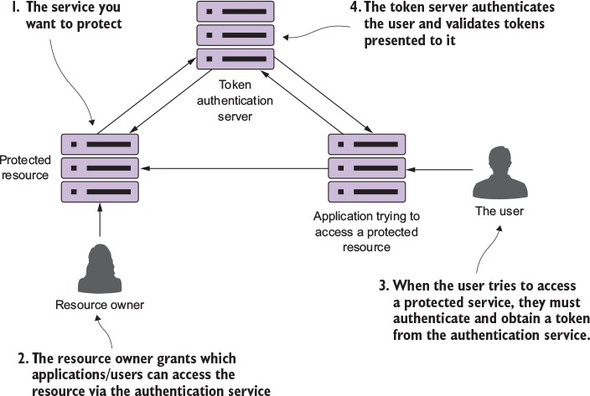 1. The service you
want to protect
4. The token server authenticates
the user and validates tokens
presented to it
Token
authentication
server
Protected
resource
Application trying to
access a protected
resource
The user
Resource owner
3. When the user tries to access
a protected service, they must
authenticate and obtain a token
from the authentication service.
2. The resource owner grants which
applications/users can access the
resource via the authentication service